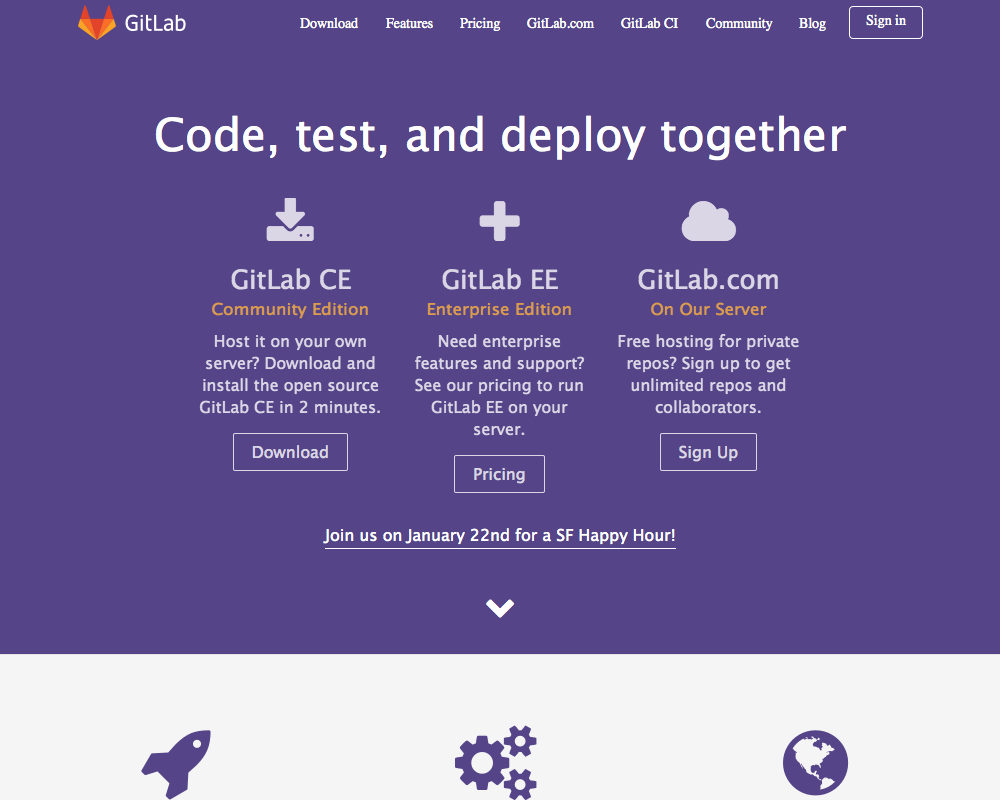 GitLab
Download Features Pricing GitLab.com GitLab CI Community Blog Sign in
Code, test, and deploy together
GitLab CE
Community Edition
Host it on your own
server? Download and
install the open source
GitLab CE in 2 minutes.
Download
GitLab EE
Enterprise Edition
Need enterprise
features and support?
See our pricing to run
GitLab EE on your
server.
Pricing
GitLab.com
On Our Server
Free hosting for private
repos? Sign up to get
unlimited repos and
collaborators.
Sign Up
Join us on January 22nd for a SF Happy Hour!